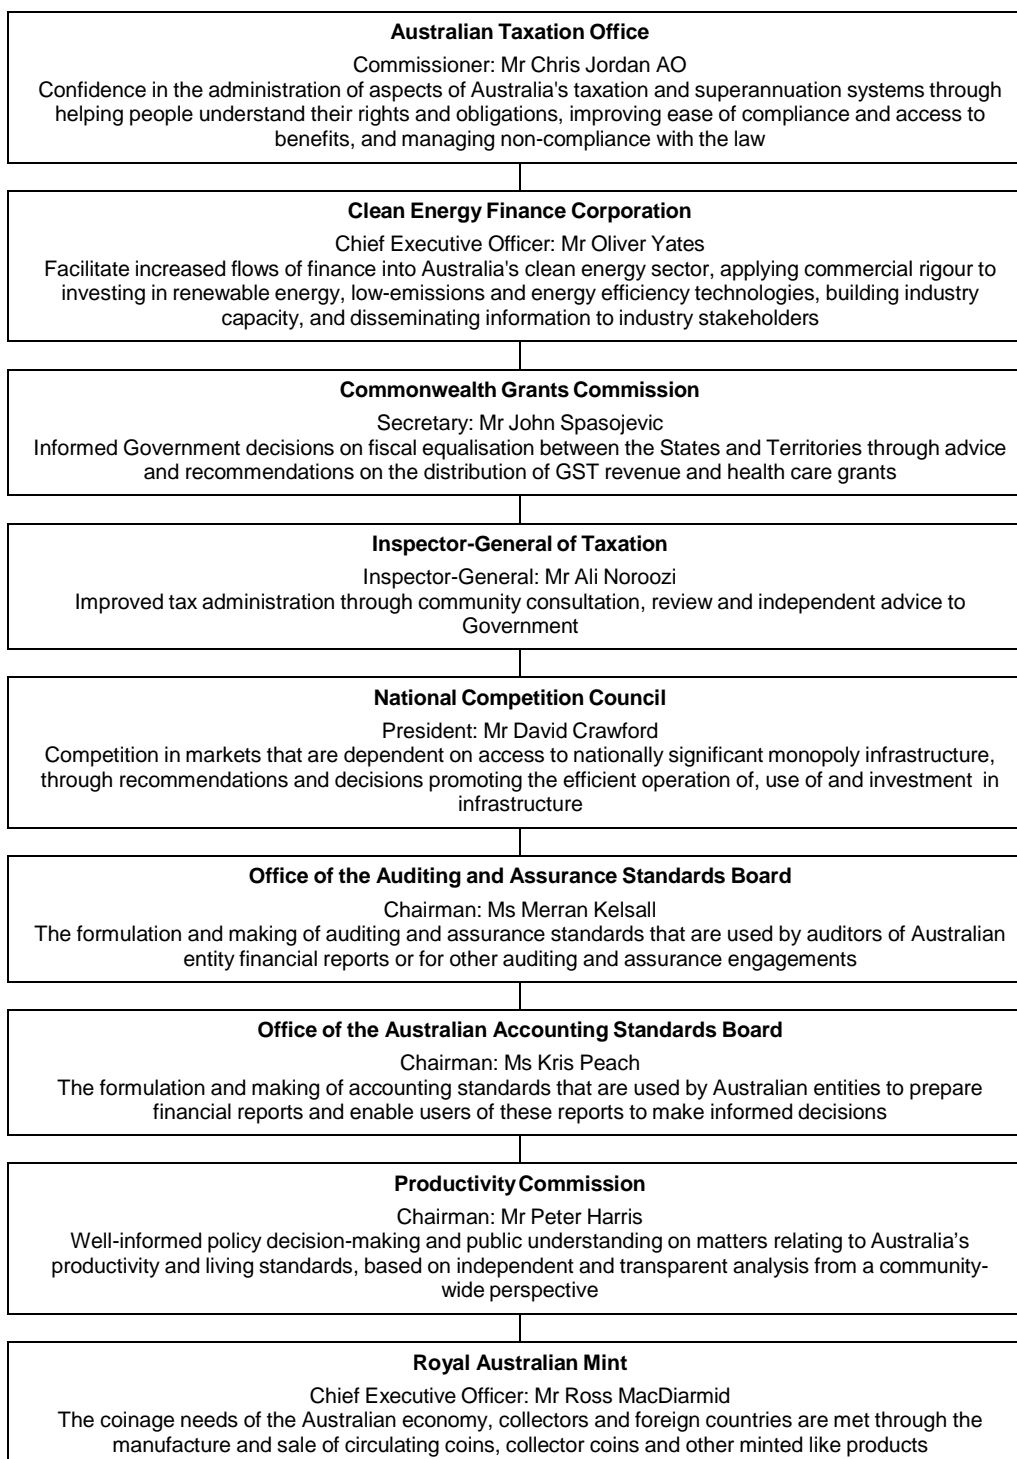 Australian Taxation Office
Commissioner: Mr Chris Jordan AO
Confidence in the administration of aspects of Australia's taxation and superannuation systems through
helping people understand their rights and obligations, improving ease of compliance and access to
benefits, and managing non-compliance with the law
Clean Energy Finance Corporation
Chief Executive Officer: Mr Oliver Yates
Facilitate increased flows of finance into Australia's clean energy sector, applying commercial rigour to
investing in renewable energy, low-emissions and energy efficiency technologies, building industry
capacity, and disseminating information to industry stakeholders
Commonwealth Grants Commission
Secretary: Mr John Spasojevic
Informed Government decisions on fiscal equalisation between the States and Territories through advice
and recommendations on the distribution of GST revenue and health care grants
Inspector-General of Taxation
Inspector-General: Mr Ali Noroozi
Improved tax administration through community consultation, review and independent advice to
Government
National Competition Council
President: Mr David Crawford
Competition in markets that are dependent on access to nationally significant monopoly infrastructure,
through recommendations and decisions promoting the efficient operation of, use of and investment in
infrastructure
Office of the Auditing and Assurance Standards Board
Chairman: Ms Merran Kelsall
The formulation and making of auditing and assurance standards that are used by auditors of Australian
entity financial reports or for other auditing and assurance engagements
Office of the Australian Accounting Standards Board
Chairman: Ms Kris Peach
The formulation and making of accounting standards that are used by Australian entities to prepare
financial reports and enable users of these reports to make informed decisions
Productivity Commission
Chairman: Mr Peter Harris
Well-informed policy decision-making and public understanding on matters relating to Australia’s
productivity and living standards, based on independent and transparent analysis from a community-
wide perspective
Royal Australian Mint
Chief Executive Officer: Mr Ross MacDiarmid
The coinage needs of the Australian economy, collectors and foreign countries are met through the
manufacture and sale of circulating coins, collector coins and other minted like products